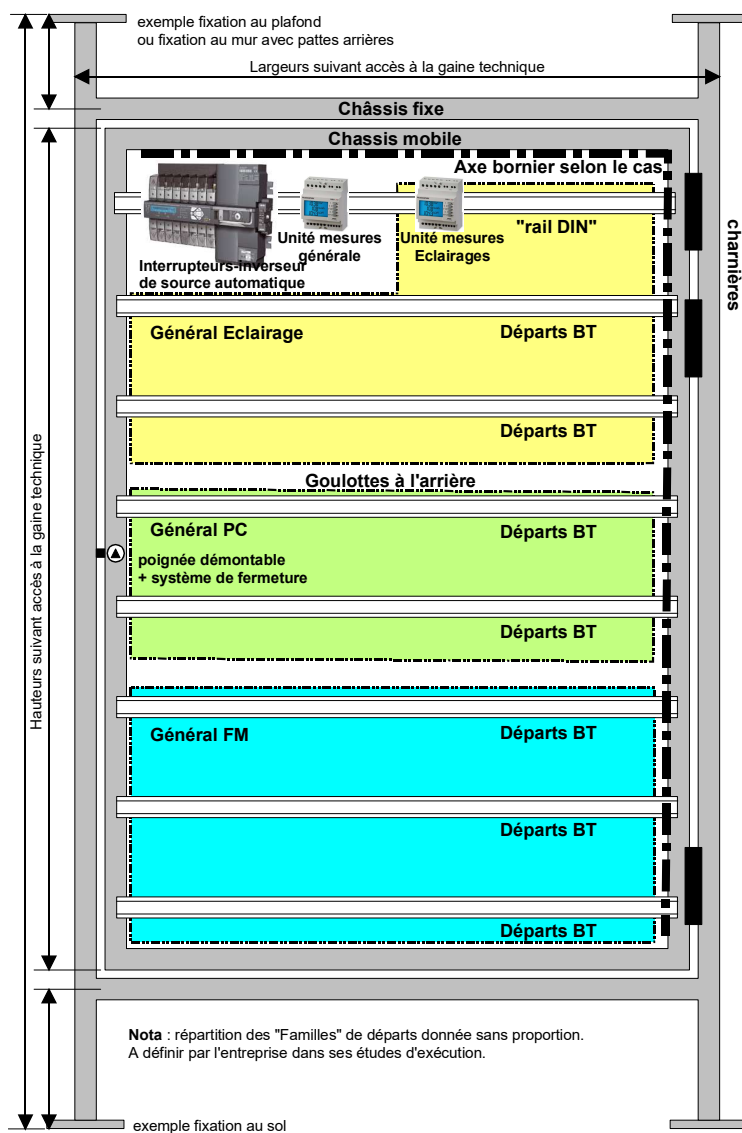 exemple fixation au plafond
ou fixation au mur avec pattes arrières
Largeurs suivant accès à la gaine technique
Châssis fixe
Chassis mobile
Axe bornier selon le cas
"rail DIN"
Unité mesures
générale
Unité mesures
Eclairages
Interrupteurs-inverseur
de source automatique
charnières
Général Eclairage
Départs BT
Départs BT
Goulottes à l'arrière
Général PC
Départs BT
poignée démontable
+ système de fermeture
Départs BT
Hauteurs suivant accès à la gaine technique
Général FM
Départs BT
Départs BT
Départs BT
Nota : répartition des "Familles" de départs donnée sans proportion.
A définir par l'entreprise dans ses études d'exécution.
exemple fixation au sol